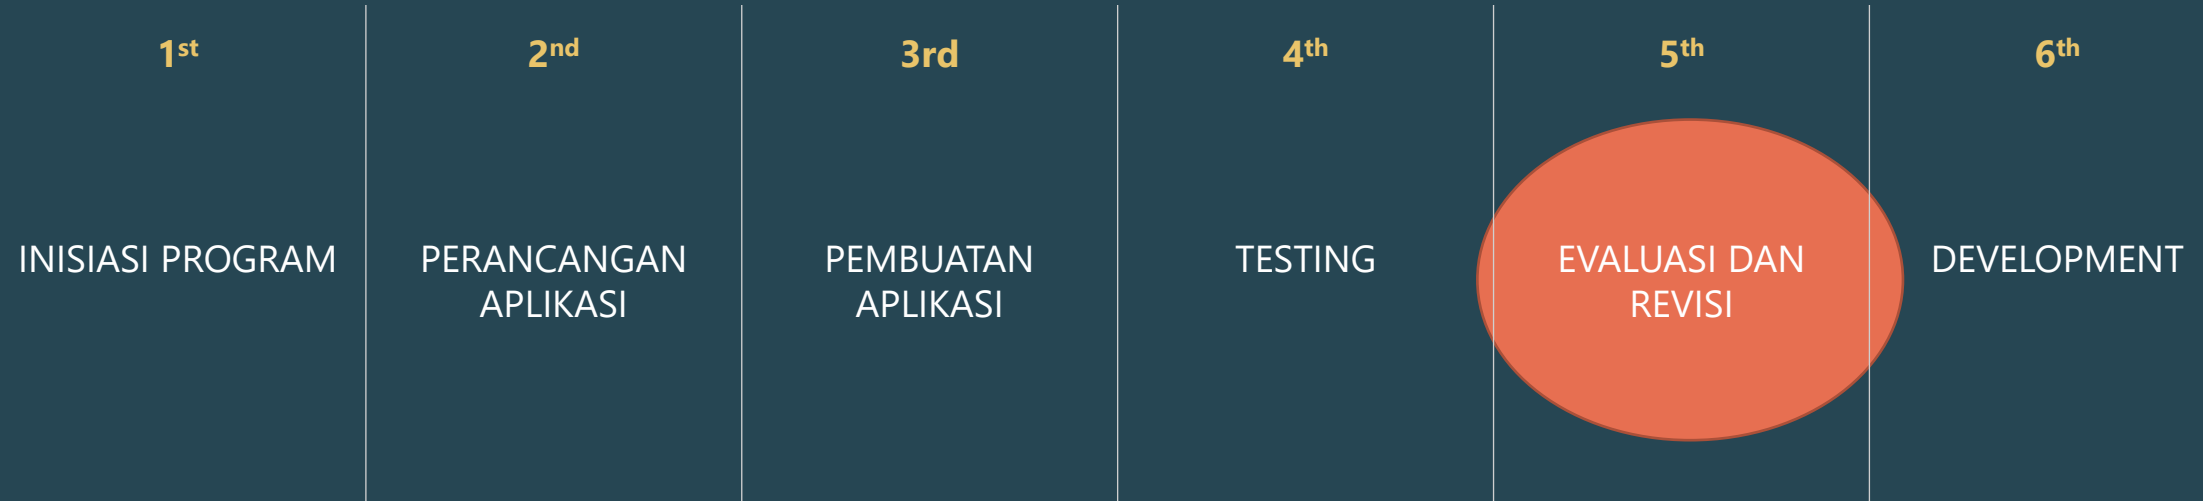 1st
2nd
3rd
4th
5th
6th
INISIASI PROGRAM
PERANCANGAN
APLIKASI
PEMBUATAN
APLIKASI
TESTING
EVALUASI DAN
REVISI
DEVELOPMENT